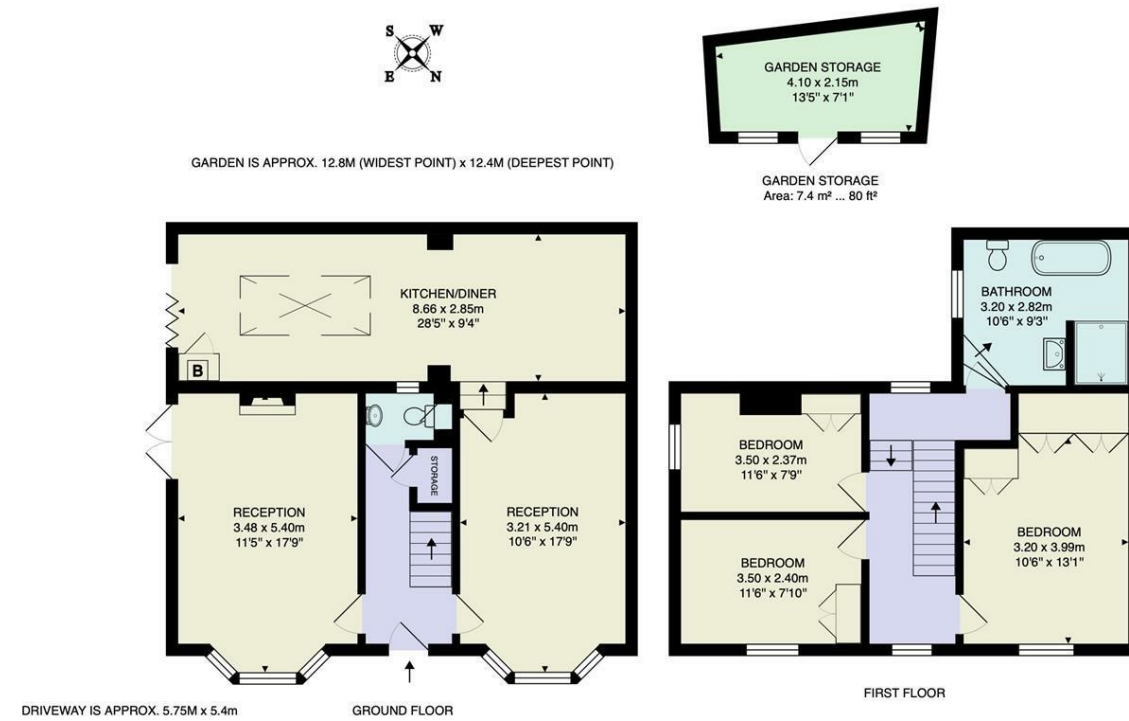 S W
E N
GARDEN STORAGE
4.10 x 2.15m
13'5" x 7'1"
GARDEN STORAGE
Area: 7.4 m² ... 80 ft²
GARDEN IS APPROX. 12.8M (WIDEST POINT) x 12.4M (DEEPEST POINT)
KITCHEN/DINER
8.66 x 2.85m
28'5" x 9'4"
B
BATHROOM
3.20 x 2.82m
10'6" x 9'3"
STORAGE
RECEPTION
3.48 x 5.40m
11'5" x 17'9"
RECEPTION
3.21 x 5.40m
10'6" x 17'9"
BEDROOM
3.50 x 2.37m
11'6" x 7'9"
BEDROOM
3.50 x 2.40m
11'6" x 7'10"
BEDROOM
3.20 x 3.99m
10'6" x 13'1"
DRIVEWAY IS APPROX. 5.75M x 5.4m
GROUND FLOOR
FIRST FLOOR